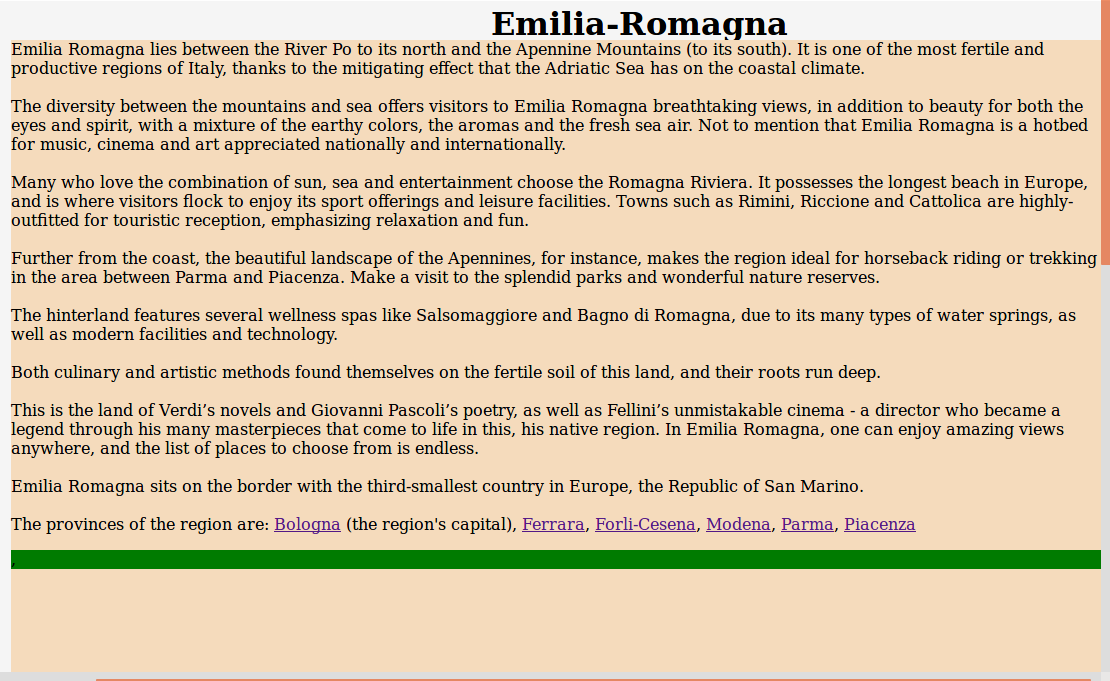 Emilia-Romagna
Emilia Romagna lies between the River Po to its north and the Apennine Mountains (to its south). It is one of the most fertile and
productive regions of Italy, thanks to the mitigating effect that the Adriatic Sea has on the coastal climate.
The diversity between the mountains and sea offers visitors to Emilia Romagna breathtaking views, in addition to beauty for both the
eyes and spirit, with a mixture of the earthy colors, the aromas and the fresh sea air. Not to mention that Emilia Romagna is a hotbed
for music, cinema and art appreciated nationally and internationally.
Many who love the combination of sun, sea and entertainment choose the Romagna Riviera. It possesses the longest beach in Europe,
and is where visitors flock to enjoy its sport offerings and leisure facilities. Towns such as Rimini, Riccione and Cattolica are highly-
outfitted for touristic reception, emphasizing relaxation and fun.
Further from the coast, the beautiful landscape of the Apennines, for instance, makes the region ideal for horseback riding or trekking
in the area between Parma and Piacenza. Make a visit to the splendid parks and wonderful nature reserves.
The hinterland features several wellness spas like Salsomaggiore and Bagno di Romagna, due to its many types of water springs, as
well as modern facilities and technology.
Both culinary and artistic methods found themselves on the fertile soil of this land, and their roots run deep.
This is the land of Verdi’s novels and Giovanni Pascoli’s poetry, as well as Fellini’s unmistakable cinema - a director who became a
legend through his many masterpieces that come to life in this, his native region. In Emilia Romagna, one can enjoy amazing views
anywhere, and the list of places to choose from is endless.
Emilia Romagna sits on the border with the third-smallest country in Europe, the Republic of San Marino.
The provinces of the region are: Bologna (the region's capital), Ferrara, Forli-Cesena, Modena, Parma, Piacenza
,